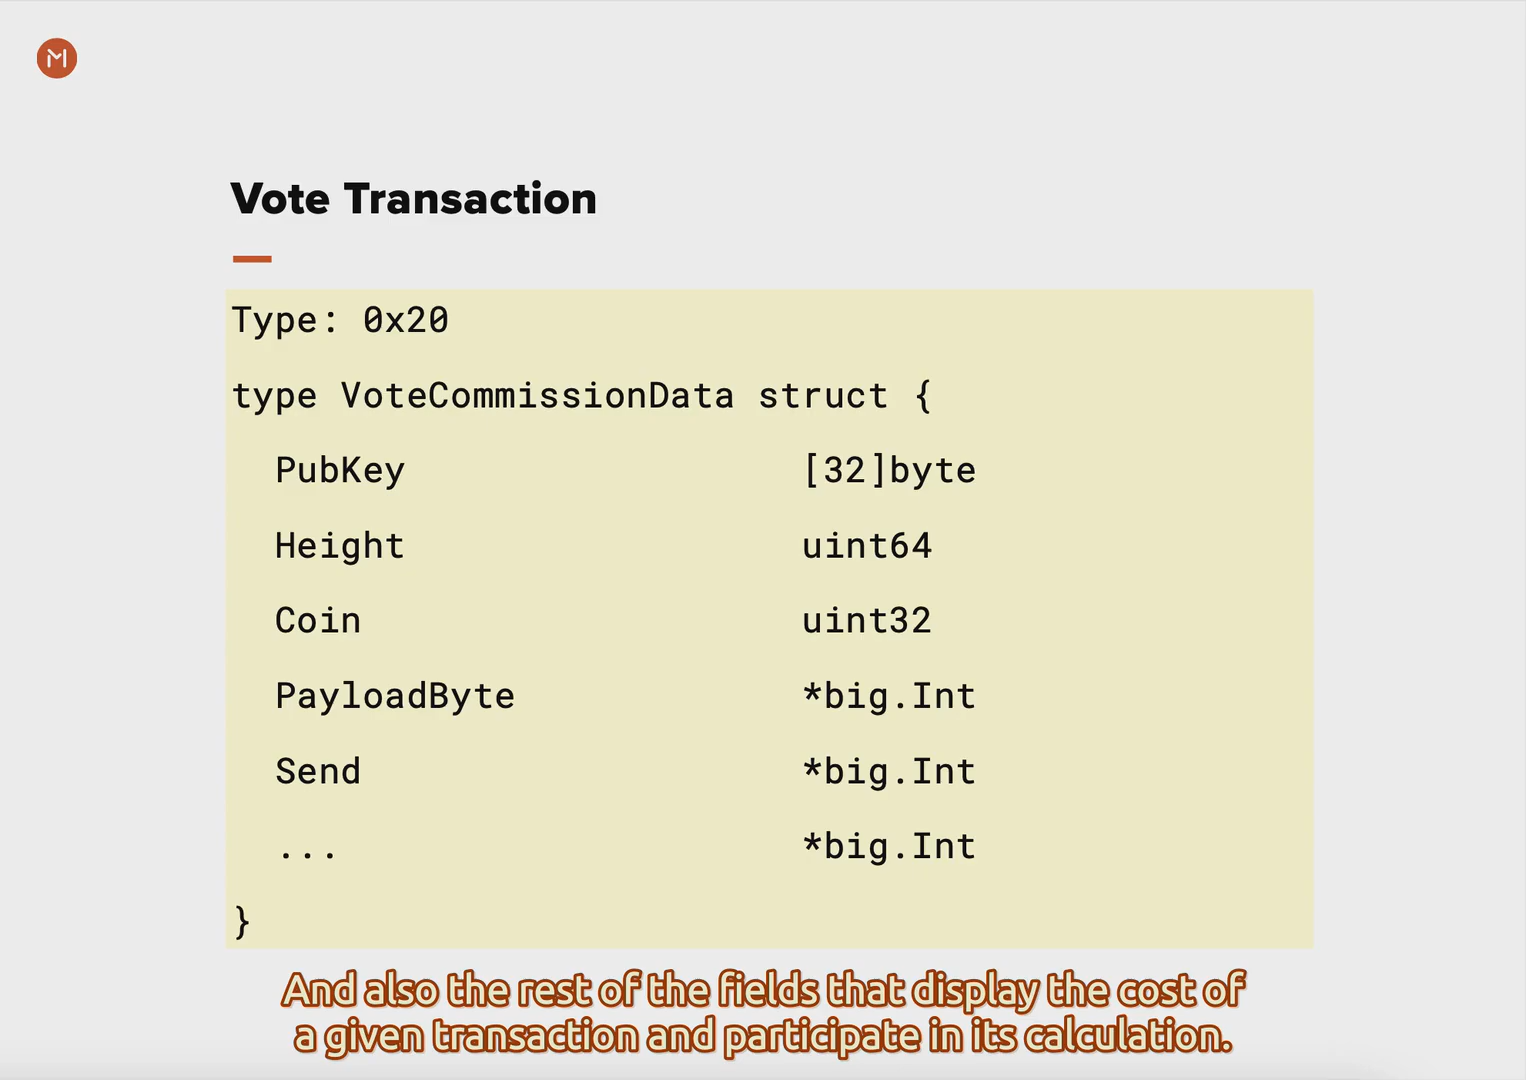 Vote Transaction
Type: 0x20
type VoteCommissionData struct {
PubKey [32]byte
Height uint64
Coin uint32
PayloadByte *big.Int
Send *big.Int
... *big.Int
}
And also the rest of the fields that display the cost of
a given transaction and participate in its calculation.